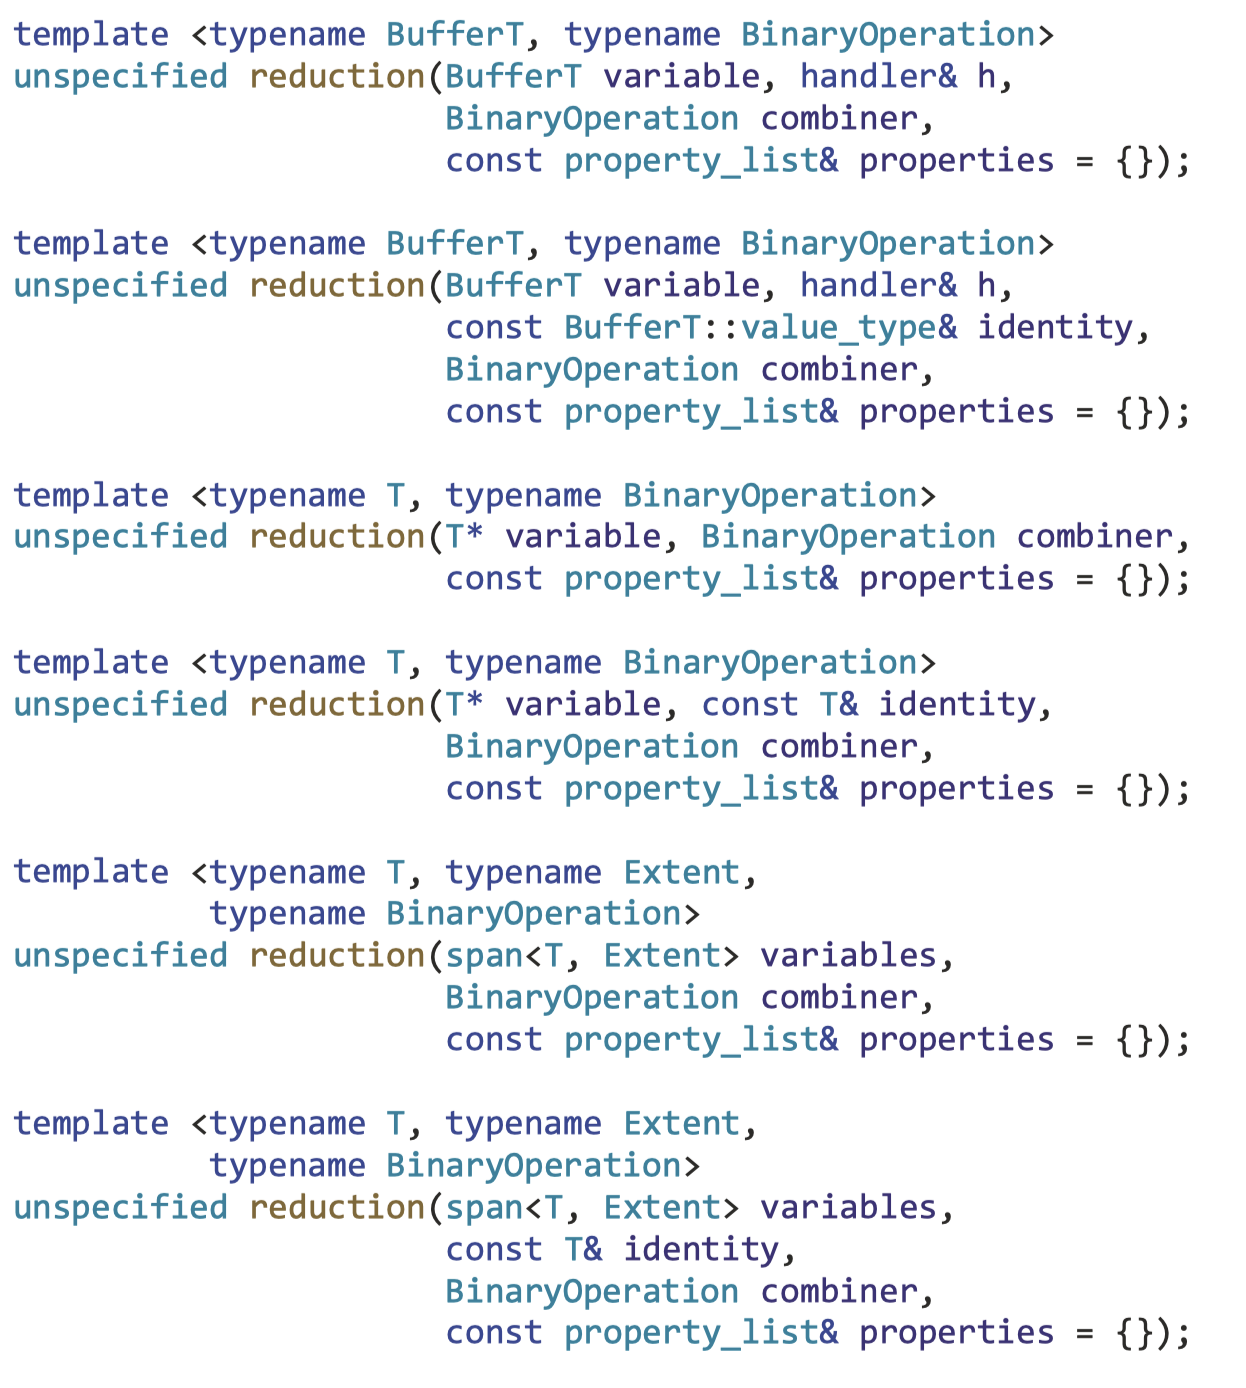 template <typename BufferT, typename BinaryOperation>
unspecified reduction(BufferT variable, handler& h,
                      BinaryOperation combiner,
                      const property_list& properties = {});

template <typename BufferT, typename BinaryOperation>
unspecified reduction(BufferT variable, handler& h,
                      const BufferT::value_type& identity,
                      BinaryOperation combiner,
                      const property_list& properties = {});

template <typename T, typename BinaryOperation>
unspecified reduction(T* variable, BinaryOperation combiner,
                      const property_list& properties = {});

template <typename T, typename BinaryOperation>
unspecified reduction(T* variable, const T& identity,
                      BinaryOperation combiner,
                      const property_list& properties = {});

template <typename T, typename Extent,
          typename BinaryOperation>
unspecified reduction(span<T, Extent> variables,
                      BinaryOperation combiner,
                      const property_list& properties = {});

template <typename T, typename Extent,
          typename BinaryOperation>
unspecified reduction(span<T, Extent> variables,
                      const T& identity,
                      BinaryOperation combiner,
                      const property_list& properties = {});